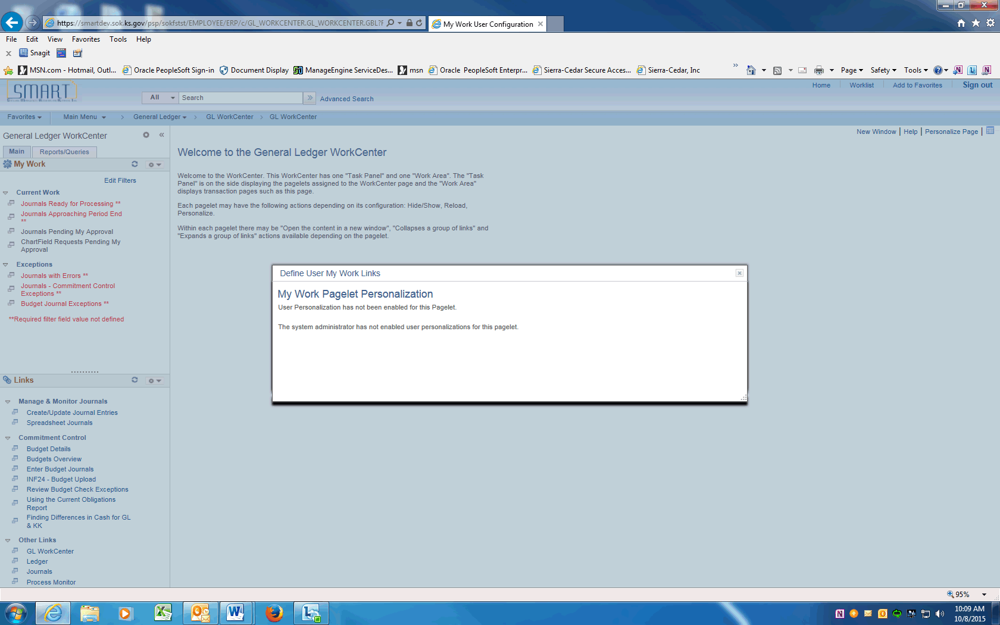 https://smartdev.sok.ks.gov/psp/sokfstst/EMPLOYEE/ERP/c/GL_WORKCENTER.GL_WORKCENTER.GBL?F
My Work User Configuration
File Edit View Favorites Tools Help
x Snagit
MSN.com - Hotmail, Outl... Oracle PeopleSoft Sign-in Document Display ManageEngine ServiceDes... msn Oracle PeopleSoft Enterpr... Sierra-Cedar Secure Acces... Sierra-Cedar, Inc Page Safety Tools
SMART
Home Worklist Add to Favorites Sign out
All Search Advanced Search
Favorites Main Menu > General Ledger > GL WorkCenter > GL WorkCenter
New Window | Help | Personalize Page |
General Ledger WorkCenter
Main Reports/Queries
My Work
Edit Filters
Current Work
Journals Ready for Processing **
Journals Approaching Period End
**
Journals Pending My Approval
ChartField Requests Pending My
Approval
Exceptions
Journals with Errors **
Journals - Commitment Control
Exceptions **
Budget Journal Exceptions **
**Required filter field value not defined
Links
Manage & Monitor Journals
Create/Update Journal Entries
Spreadsheet Journals
Commitment Control
Budget Details
Budgets Overview
Enter Budget Journals
INF24 - Budget Upload
Review Budget Check Exceptions
Using the Current Obligations
Report
Finding Differences in Cash for GL
& KK
Other Links
GL WorkCenter
Ledger
Journals
Process Monitor
Welcome to the General Ledger WorkCenter
Welcome to the WorkCenter. This WorkCenter has one "Task Panel" and one "Work Area". The "Task
Panel" is on the side displaying the pagelets assigned to the WorkCenter page and the "Work Area"
displays transaction pages such as this page.
Each pagelet may have the following actions depending on its configuration: Hide/Show, Reload,
Personalize.
Within each pagelet there may be "Open the content in a new window", "Collapses a group of links" and
"Expands a group of links" actions available depending on the pagelet.
Define User My Work Links
My Work Pagelet Personalization
User Personalization has not been enabled for this Pagelet.
The system administrator has not enabled user personalizations for this pagelet.
95%
10:09 AM
10/8/2015